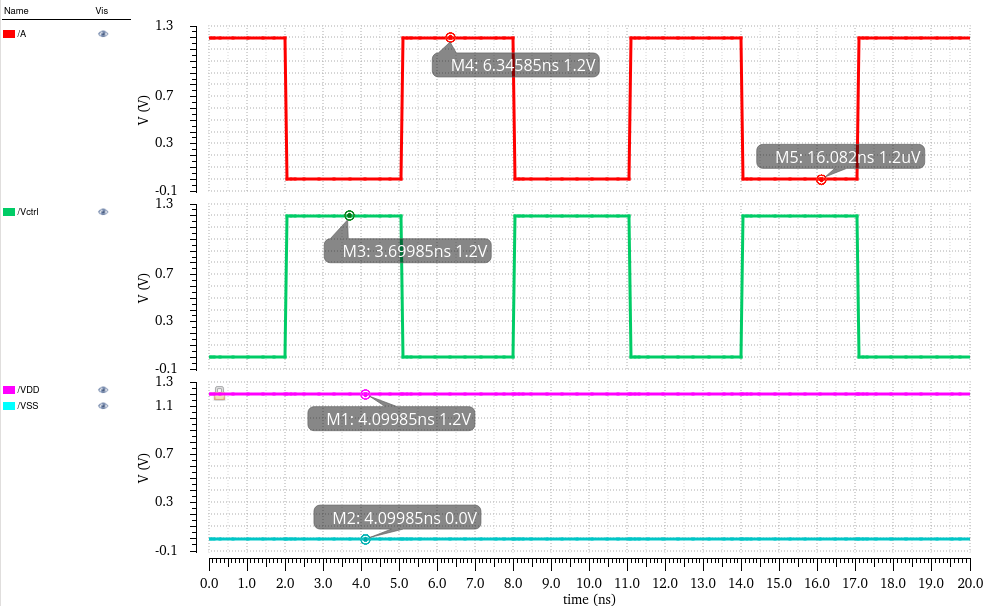 Name Vis
/A
1.3
0.7
0.3
-0.1
V (V)
M4: 6.34585ns 1.2V
M5: 16.082ns 1.2uV
/Vctrl
1.3
0.7
0.3
-0.1
V (V)
M3: 3.69985ns 1.2V
/VDD
/VSS
1.3
1.1
0.7
0.3
-0.1
V (V)
M1: 4.09985ns 1.2V
M2: 4.09985ns 0.0V
0.0 1.0 2.0 3.0 4.0 5.0 6.0 7.0 8.0 9.0 10.0 11.0 12.0 13.0 14.0 15.0 16.0 17.0 18.0 19.0 20.0
time (ns)